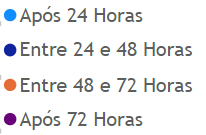 Após 24 Horas
Entre 24 e 48 Horas
Entre 48 e 72 Horas
Após 72 Horas